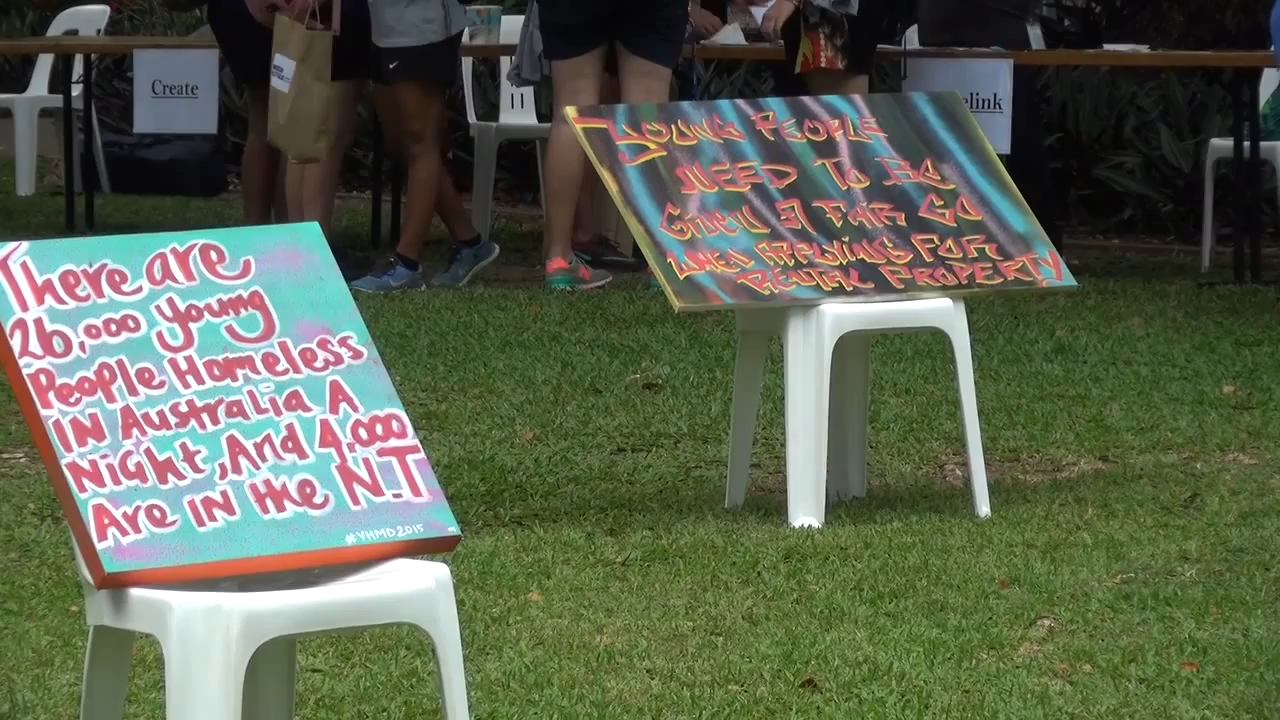 Create
elink
There are
26,000 young
People Homeless
IN Australia A
Night, And 4,000
Are IN the N.T
#YHMD2015
YOUNG PEOPLE
NEED TO BE
GIVEN A FAIR GO
WHEN APPLYING FOR
RENTAL PROPERTY